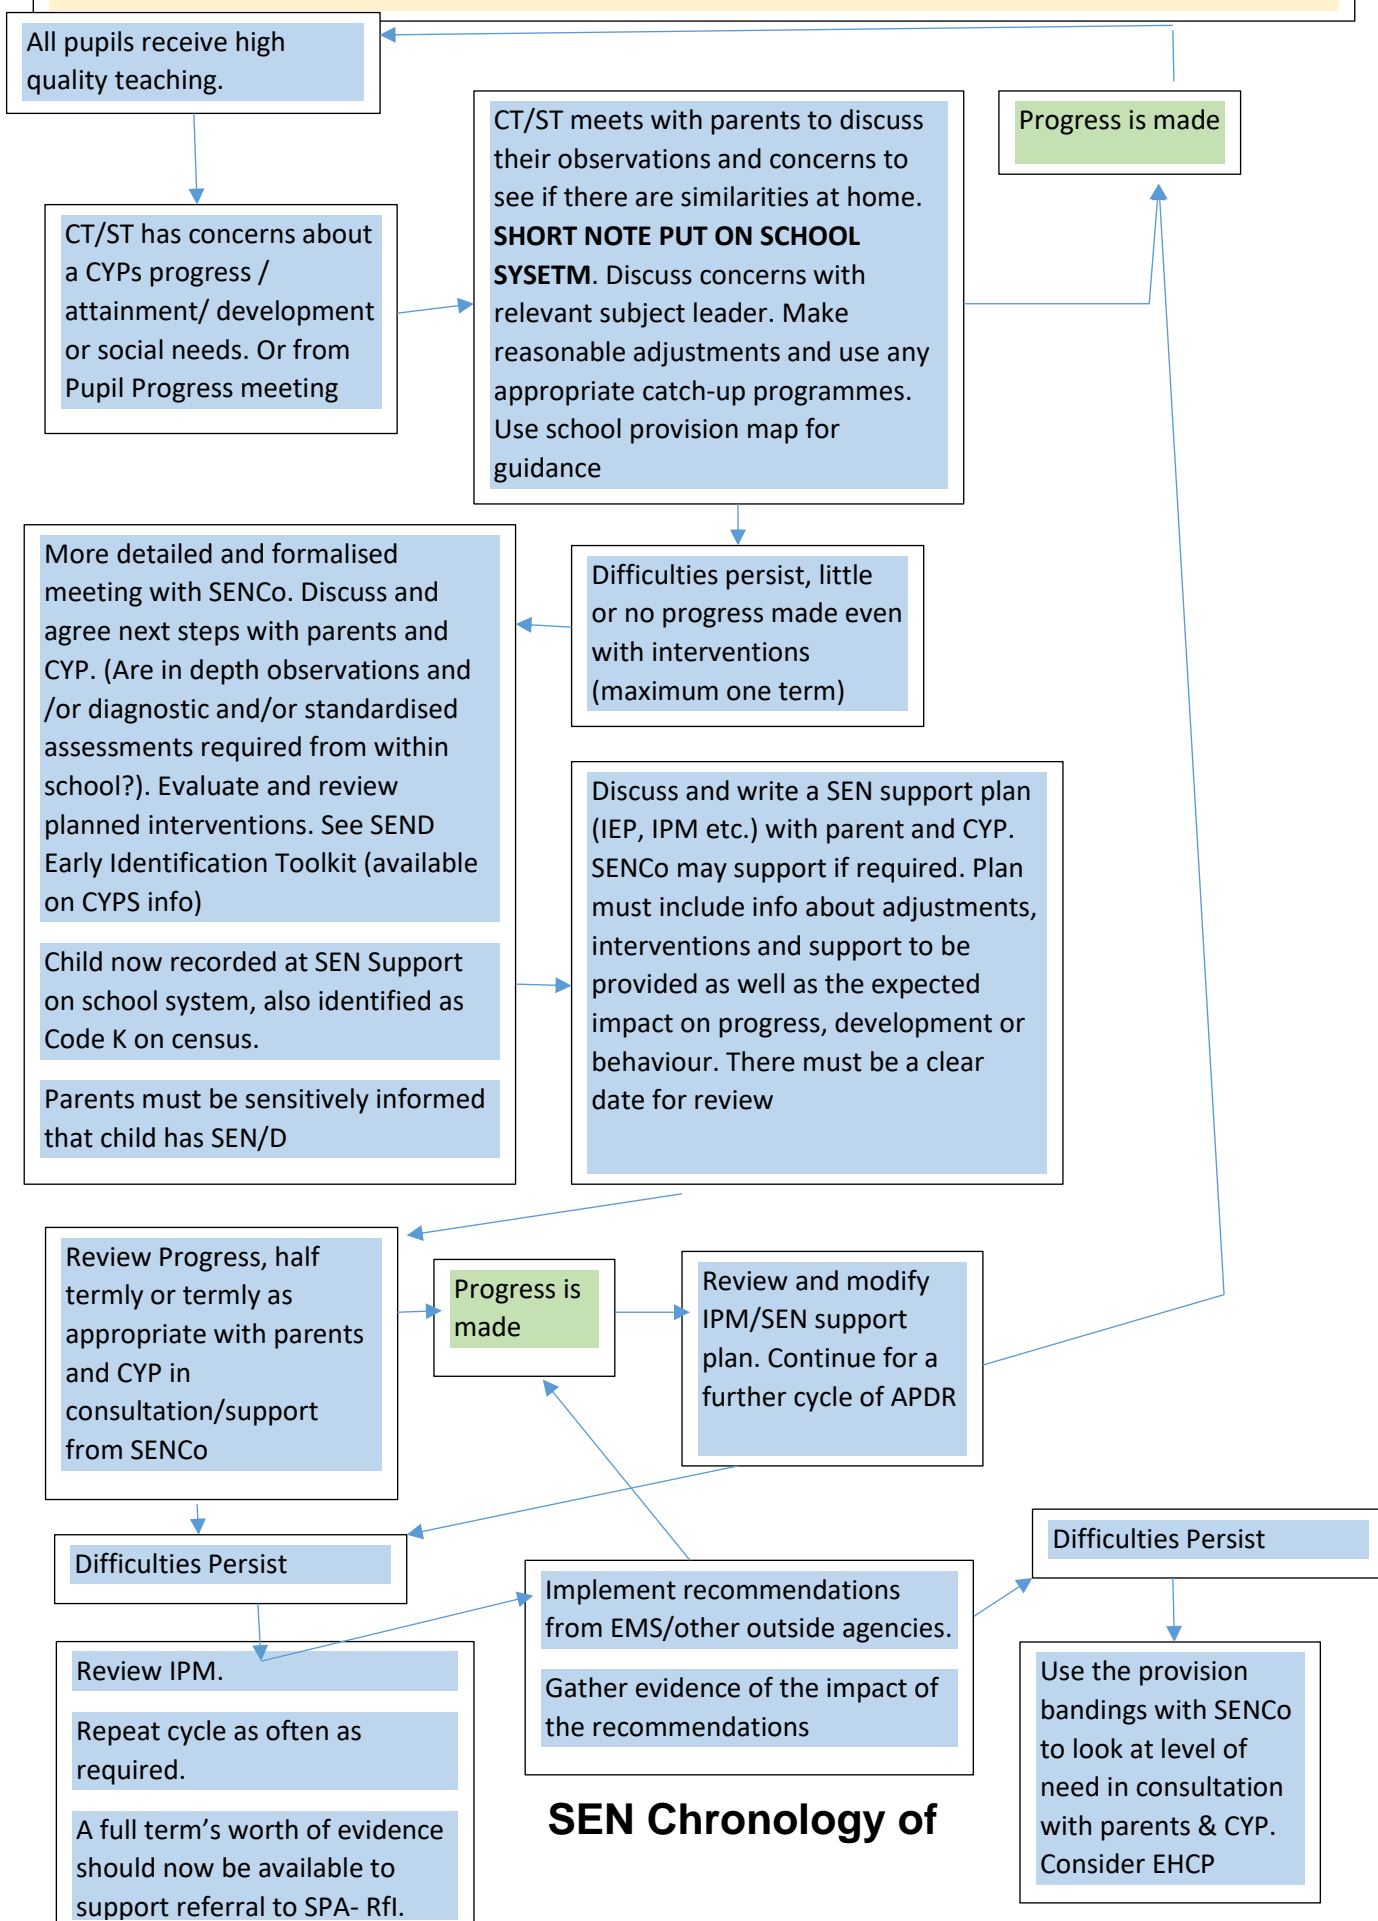 All pupils receive high
quality teaching.
CT/ST has concerns about
a CYPs progress /
attainment/ development
or social needs. Or from
Pupil Progress meeting
CT/ST meets with parents to discuss
their observations and concerns to
see if there are similarities at home.
SHORT NOTE PUT ON SCHOOL
SYSETM. Discuss concerns with
relevant subject leader. Make
reasonable adjustments and use any
appropriate catch-up programmes.
Use school provision map for
guidance
Progress is made
Difficulties persist, little
or no progress made even
with interventions
(maximum one term)
More detailed and formalised
meeting with SENCo. Discuss and
agree next steps with parents and
CYP. (Are in depth observations and
/or diagnostic and/or standardised
assessments required from within
school?). Evaluate and review
planned interventions. See SEND
Early Identification Toolkit (available
on CYPS info)
Child now recorded at SEN Support
on school system, also identified as
Code K on census.
Parents must be sensitively informed
that child has SEN/D
Discuss and write a SEN support plan
(IEP, IPM etc.) with parent and CYP.
SENCo may support if required. Plan
must include info about adjustments,
interventions and support to be
provided as well as the expected
impact on progress, development or
behaviour. There must be a clear
date for review
Review Progress, half
termly or termly as
appropriate with parents
and CYP in
consultation/support
from SENCo
Progress is
made
Review and modify
IPM/SEN support
plan. Continue for a
further cycle of APDR
Difficulties Persist
Review IPM.
Repeat cycle as often as
required.
A full term’s worth of evidence
should now be available to
support referral to SPA- RfI.
Implement recommendations
from EMS/other outside agencies.
Gather evidence of the impact of
the recommendations
Difficulties Persist
Use the provision
bandings with SENCo
to look at level of
need in consultation
with parents & CYP.
Consider EHCP
SEN Chronology of